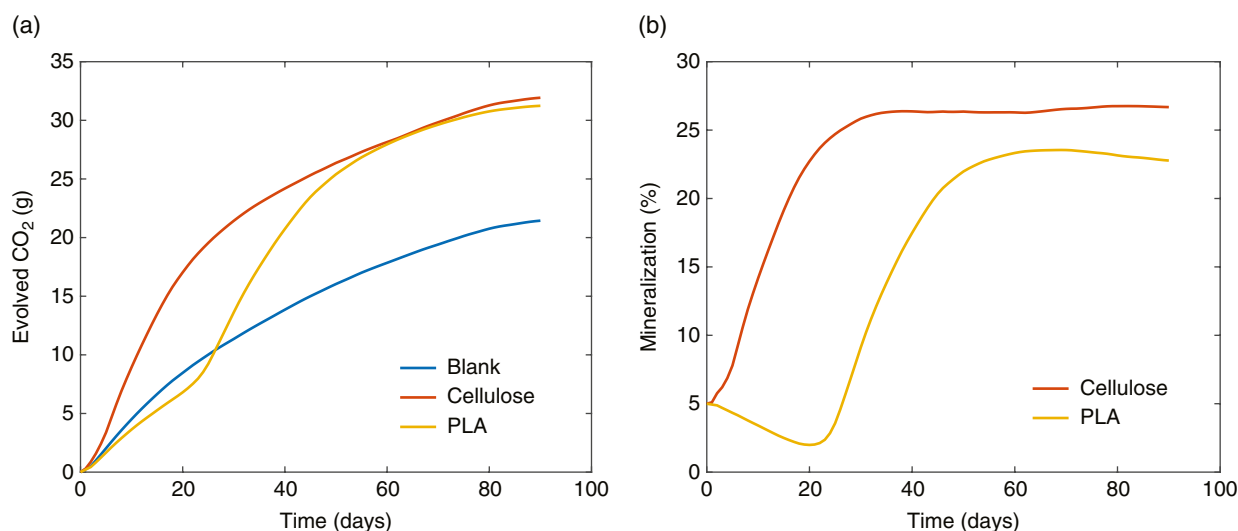 (a)
35
30
25
20
15
10
5
0
Evolved CO₂ (g)
0 20 40 60 80 100
Time (days)
Blank
Cellulose
PLA
(b)
30
25
20
15
10
5
0
Mineralization (%)
0 20 40 60 80 100
Time (days)
Cellulose
PLA